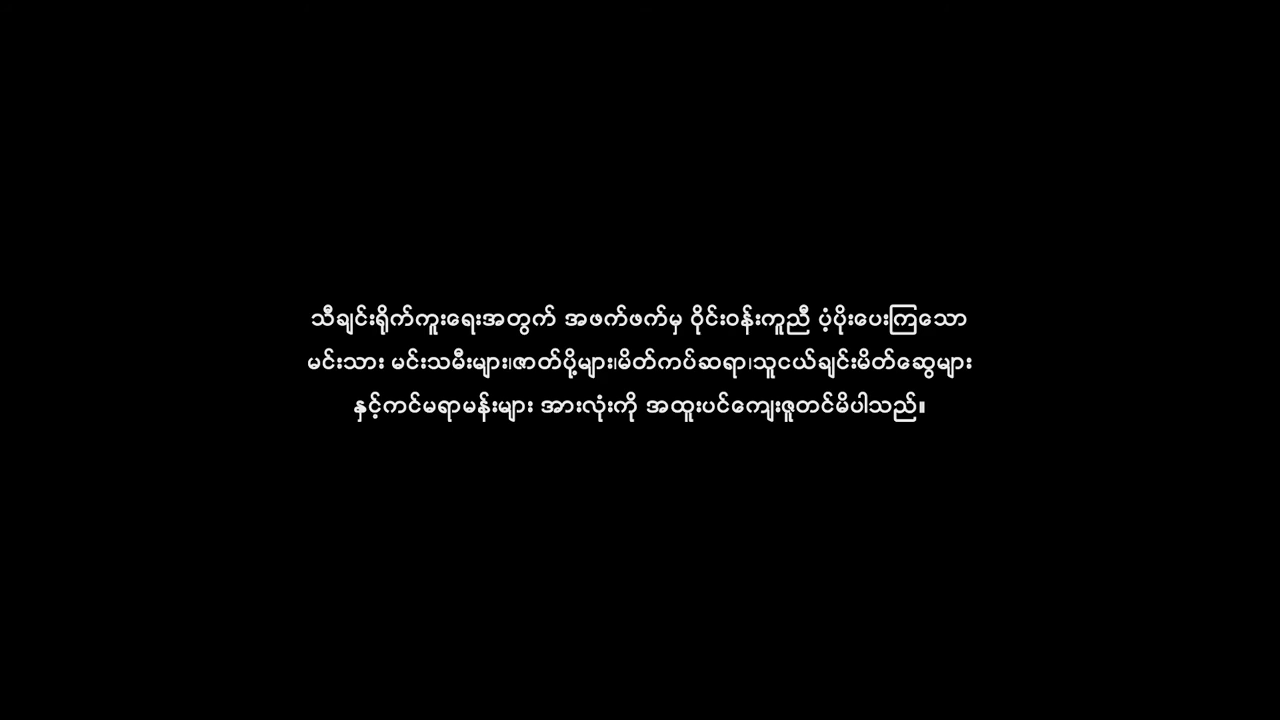 သီချင်းရိုက်ကူးရေးအတွက် အဖက်ဖက်မှ ဝိုင်းဝန်းကူညီ ပံ့ပိုးပေးကြသော
မင်းသား မင်းသမီးများ၊ဇာတ်ပို့များ၊မိတ်ကပ်ဆရာ၊သူငယ်ချင်းမိတ်ဆွေများ
နှင့်ကင်မရာမန်းများ အားလုံးကို အထူးပင်ကျေးဇူတင်မိပါသည်။